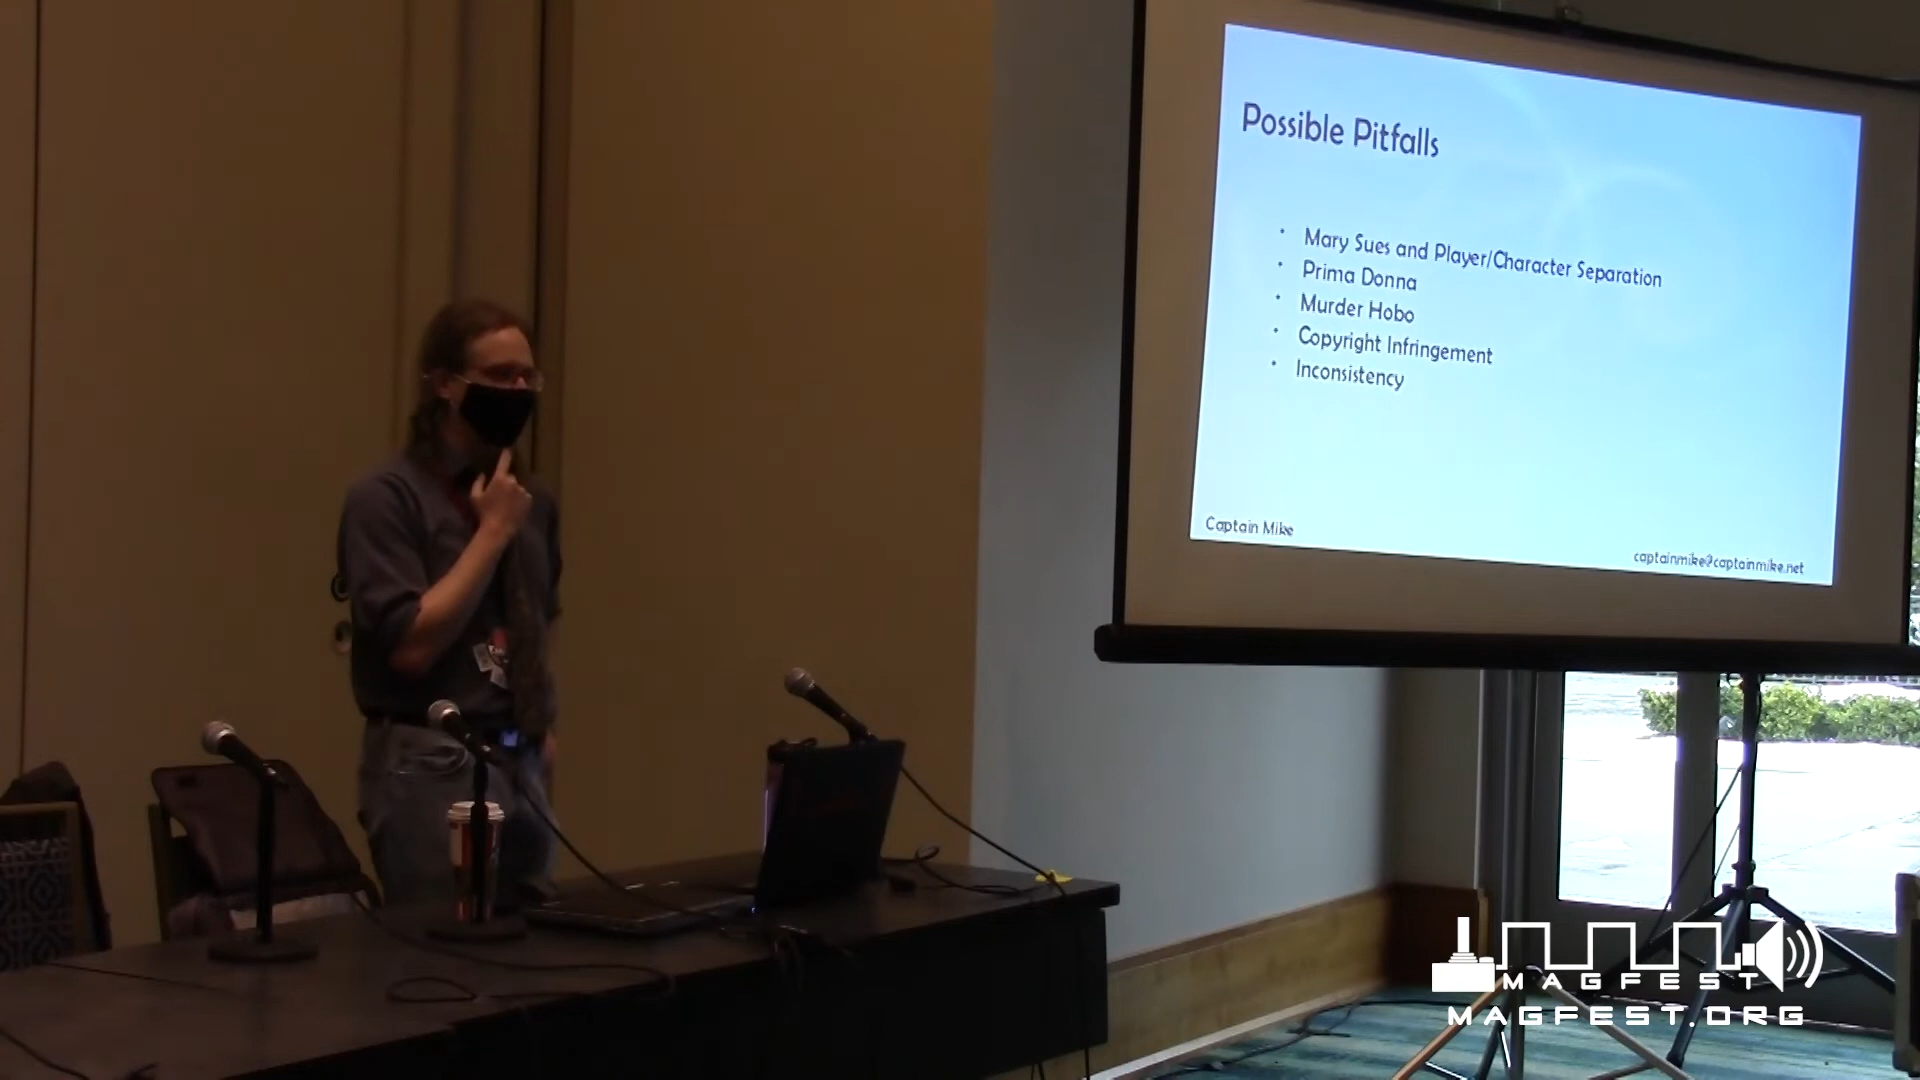 Possible Pitfalls
• Mary Sues and Player/Character Separation
• Prima Donna
• Murder Hobo
• Copyright Infringement
• Inconsistency
Captain Mike
captainmike@captainmike.net
MAGFEST
MAGFEST.ORG